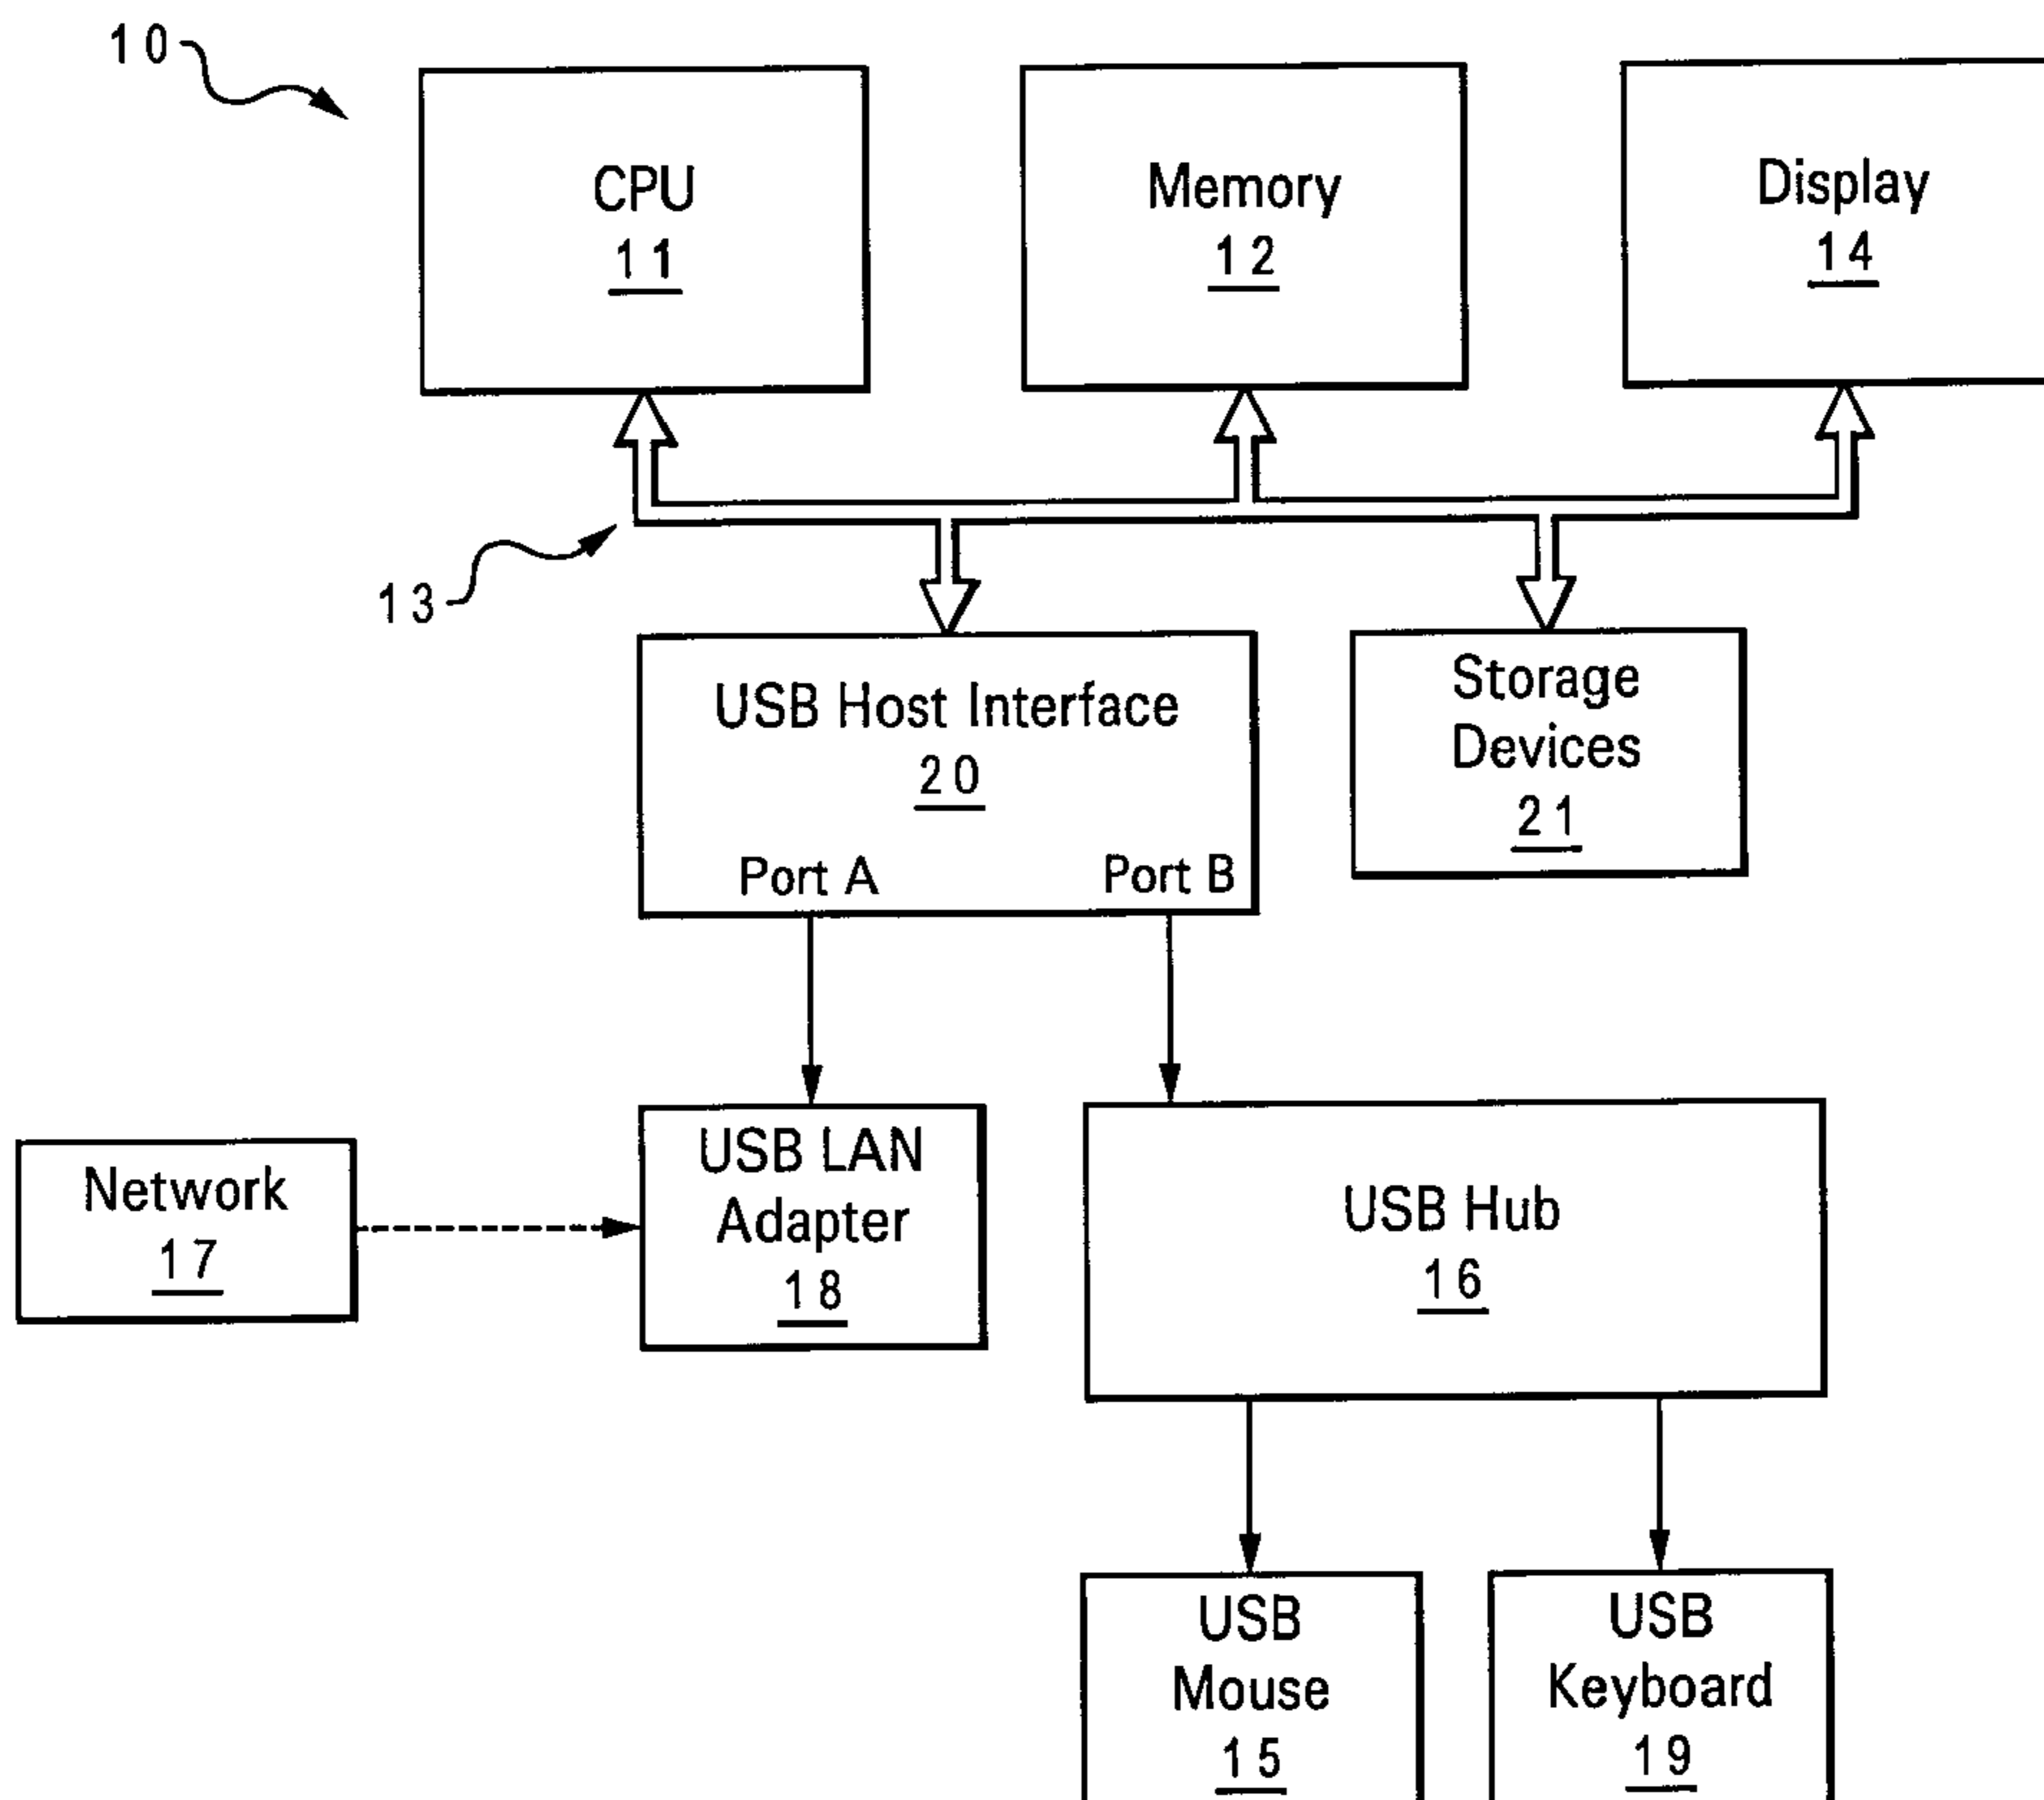 10
CPU
11
Memory
12
Display
14
13
USB Host Interface
20
Port A
Port B
Storage
Devices
21
Network
17
USB LAN
Adapter
18
USB Hub
16
USB
Mouse
15
USB
Keyboard
19